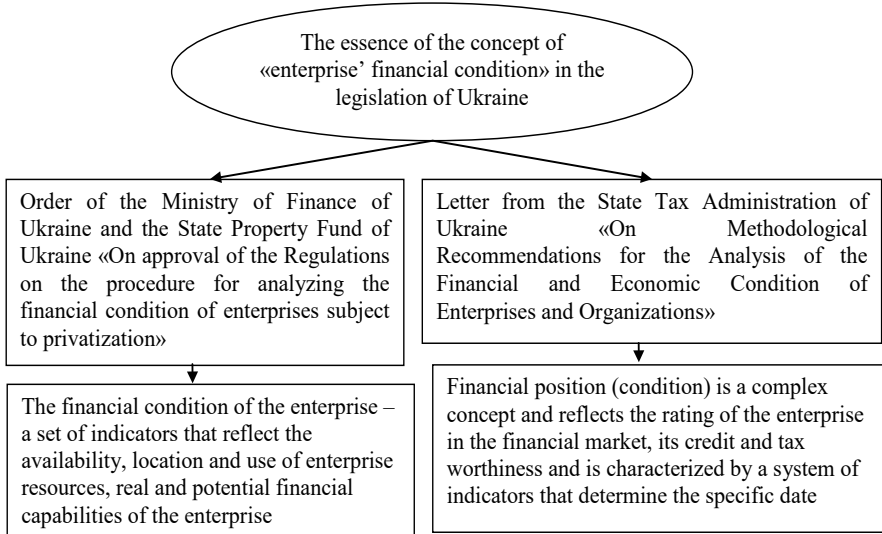 The essence of the concept of
«enterprise’ financial condition» in the
legislation of Ukraine
Order of the Ministry of Finance of
Ukraine and the State Property Fund of
Ukraine «On approval of the Regulations
on the procedure for analyzing the
financial condition of enterprises subject
to privatization»
Letter from the State Tax Administration of
Ukraine «On Methodological
Recommendations for the Analysis of the
Financial and Economic Condition of
Enterprises and Organizations»
The financial condition of the enterprise –
a set of indicators that reflect the
availability, location and use of enterprise
resources, real and potential financial
capabilities of the enterprise
Financial position (condition) is a complex
concept and reflects the rating of the enterprise
in the financial market, its credit and tax
worthiness and is characterized by a system of
indicators that determine the specific date